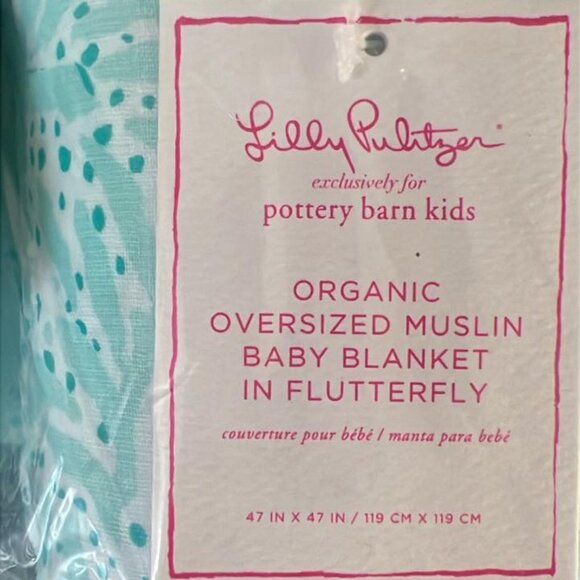 Lilly Pulitzer®
exclusively for
pottery barn kids
ORGANIC
OVERSIZED MUSLIN
BABY BLANKET
IN FLUTTERFLY
couverture pour bébé / manta para bebé
47 IN X 47 IN / 119 CM X 119 CM